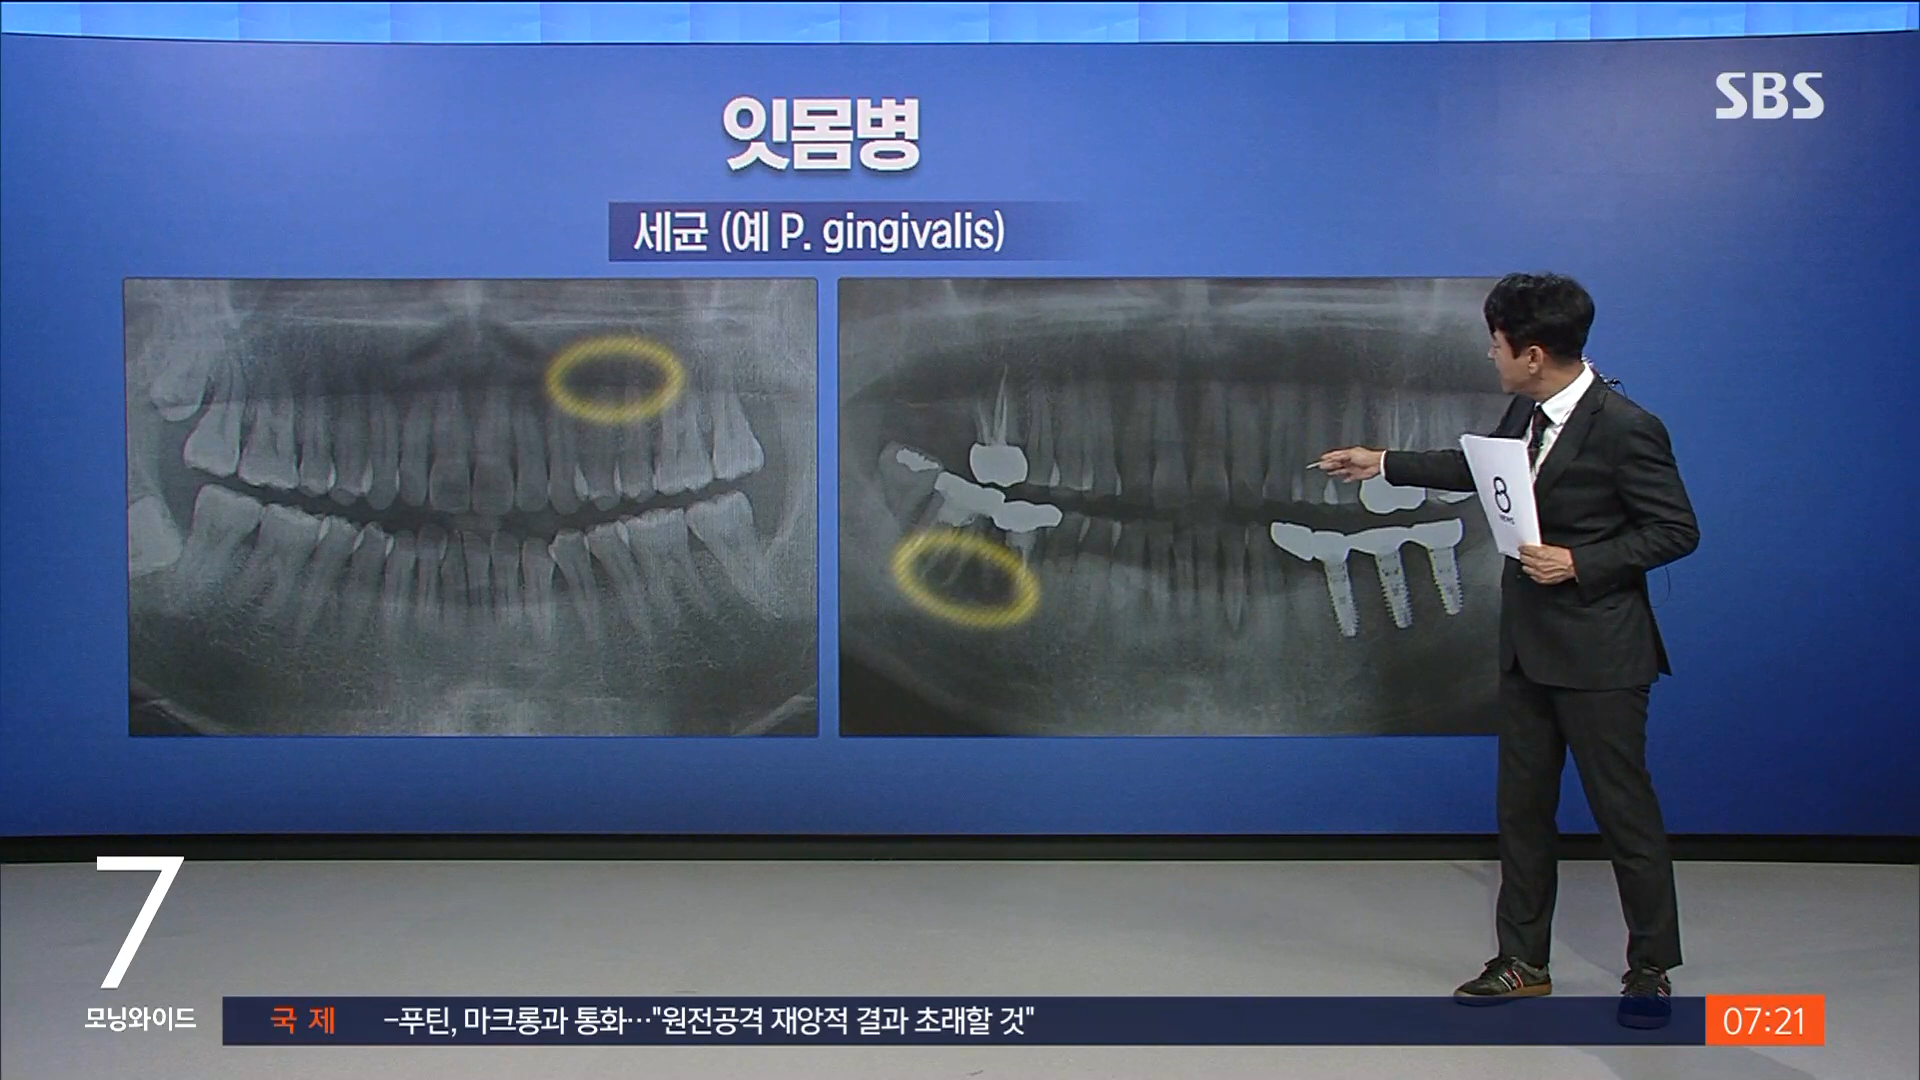 SBS
잇몸병
세균 (예 P. gingivalis)
8
NEWS
7
모닝와이드
국 제 -푸틴, 마크롱과 통화…"원전공격 재앙적 결과 초래할 것" 07:21